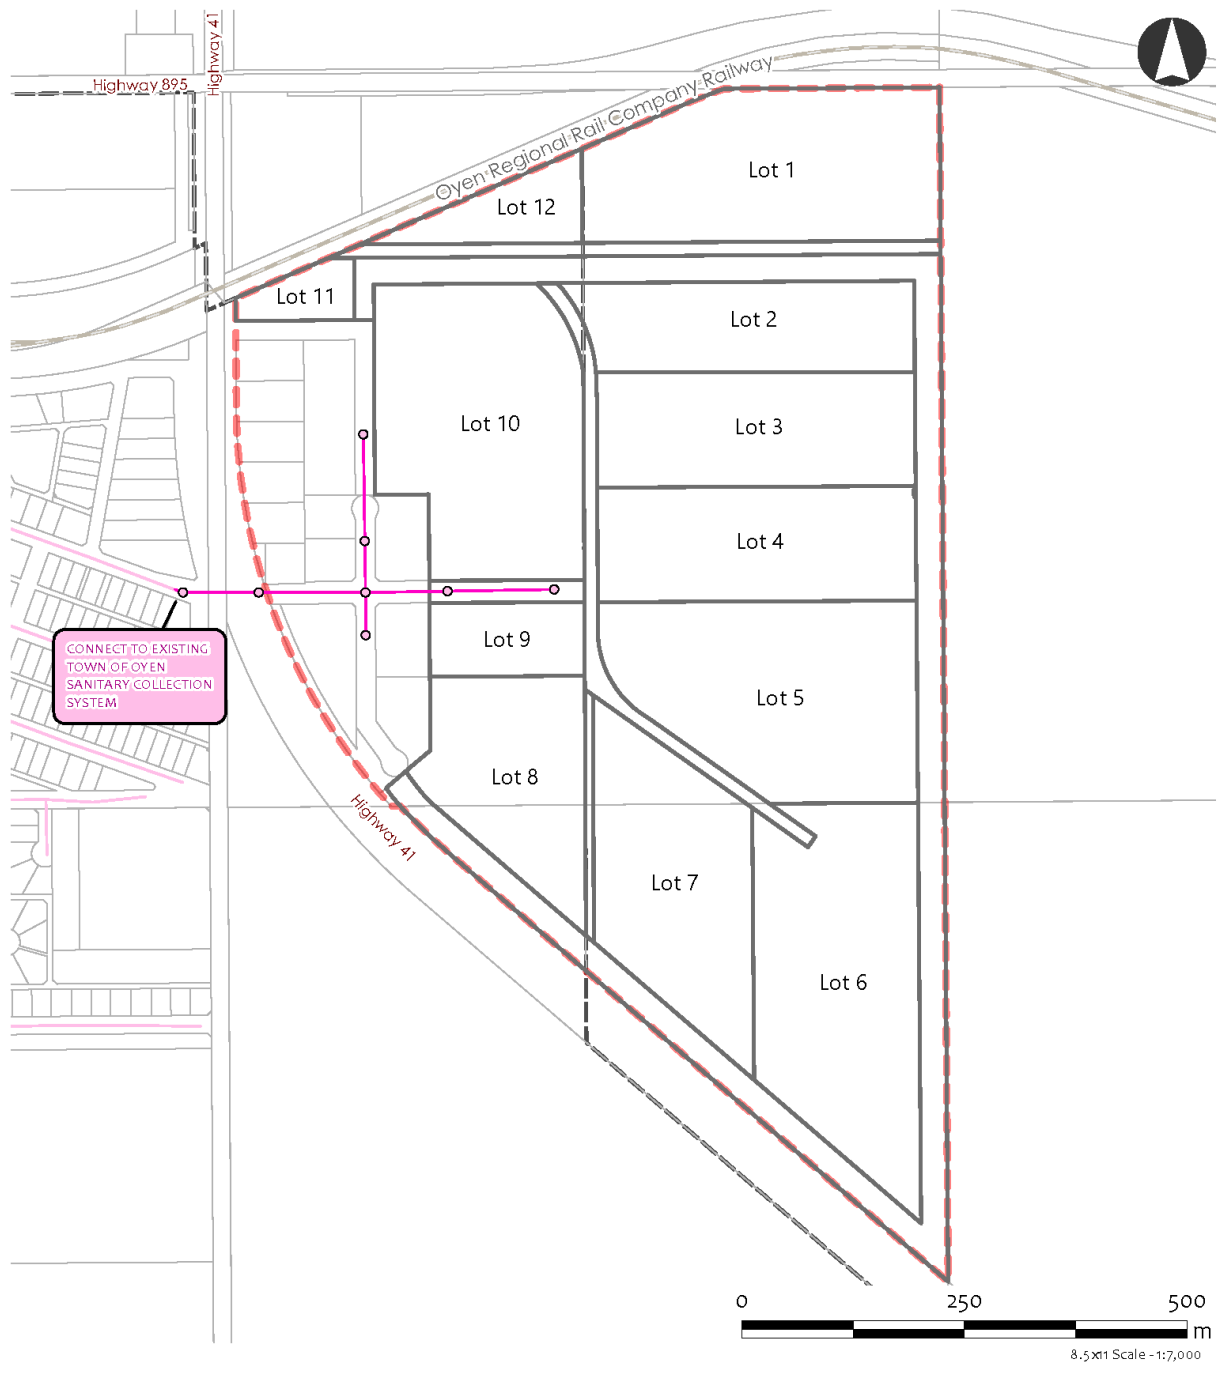 Highway 41
Highway 895
Oyen Regional Rail Company Railway
Lot 1
Lot 12
Lot 11
Lot 2
Lot 10
Lot 3
Lot 4
Lot 9
CONNECT TO EXISTING
TOWN OF OYEN
SANITARY COLLECTION
SYSTEM
Lot 5
Lot 8
Highway 41
Lot 7
Lot 6
0 250 500
m
8.5x11 Scale - 1:7,000